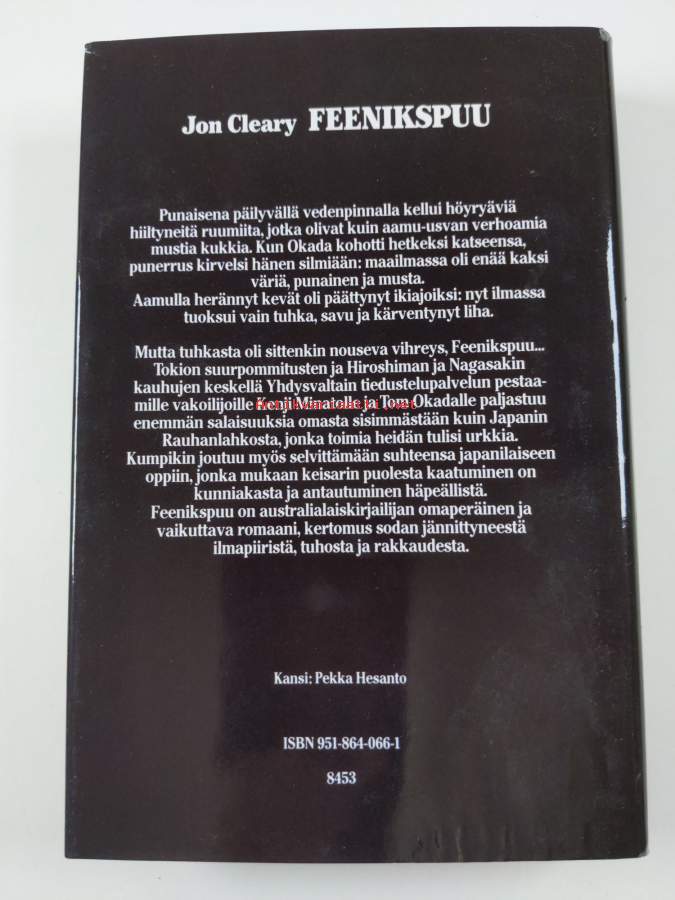 Jon Cleary FEENIKSPUU
Punaisena päilyvällä vedenpinnalla kellui höyryäviä
hiiltyneitä ruumiita, jotka olivat kuin aamu-usvan verhoamia
mustia kukkia. Kun Okada kohotti hetkeksi katseensa,
punerrus kirvelsi hänen silmiään: maailmassa oli enää kaksi
väriä, punainen ja musta.
Aamulla herännyt kevät oli päättynyt ikiajoiksi: nyt ilmassa
tuoksui vain tuhka, savu ja kärventynyt liha.
Mutta tuhkasta oli sittenkin nouseva vihreys, Feenikspuu...
Tokion suurpommitusten ja Hiroshiman ja Nagasakin
kauhujen keskellä Yhdysvaltain tiedustelupalvelun pestaa-
mille vakoilijoille Kenji Minatolle ja Tom Okadalle paljastuu
enemmän salaisuuksia omasta sisimmästään kuin Japanin
Rauhanlahkosta, jonka toimia heidän tulisi urkkia.
Kumpikin joutuu myös selvittämään suhteensa japanilaiseen
oppiin, jonka mukaan keisarin puolesta kaatuminen on
kunniakasta ja antautuminen häpeällistä.
Feenikspuu on australialaiskirjailijan omaperäinen ja
vaikuttava romaani, kertomus sodan jännittyneestä
ilmapiiristä, tuhosta ja rakkaudesta.
Kansi: Pekka Hesanto
ISBN 951-864-066-1
8453